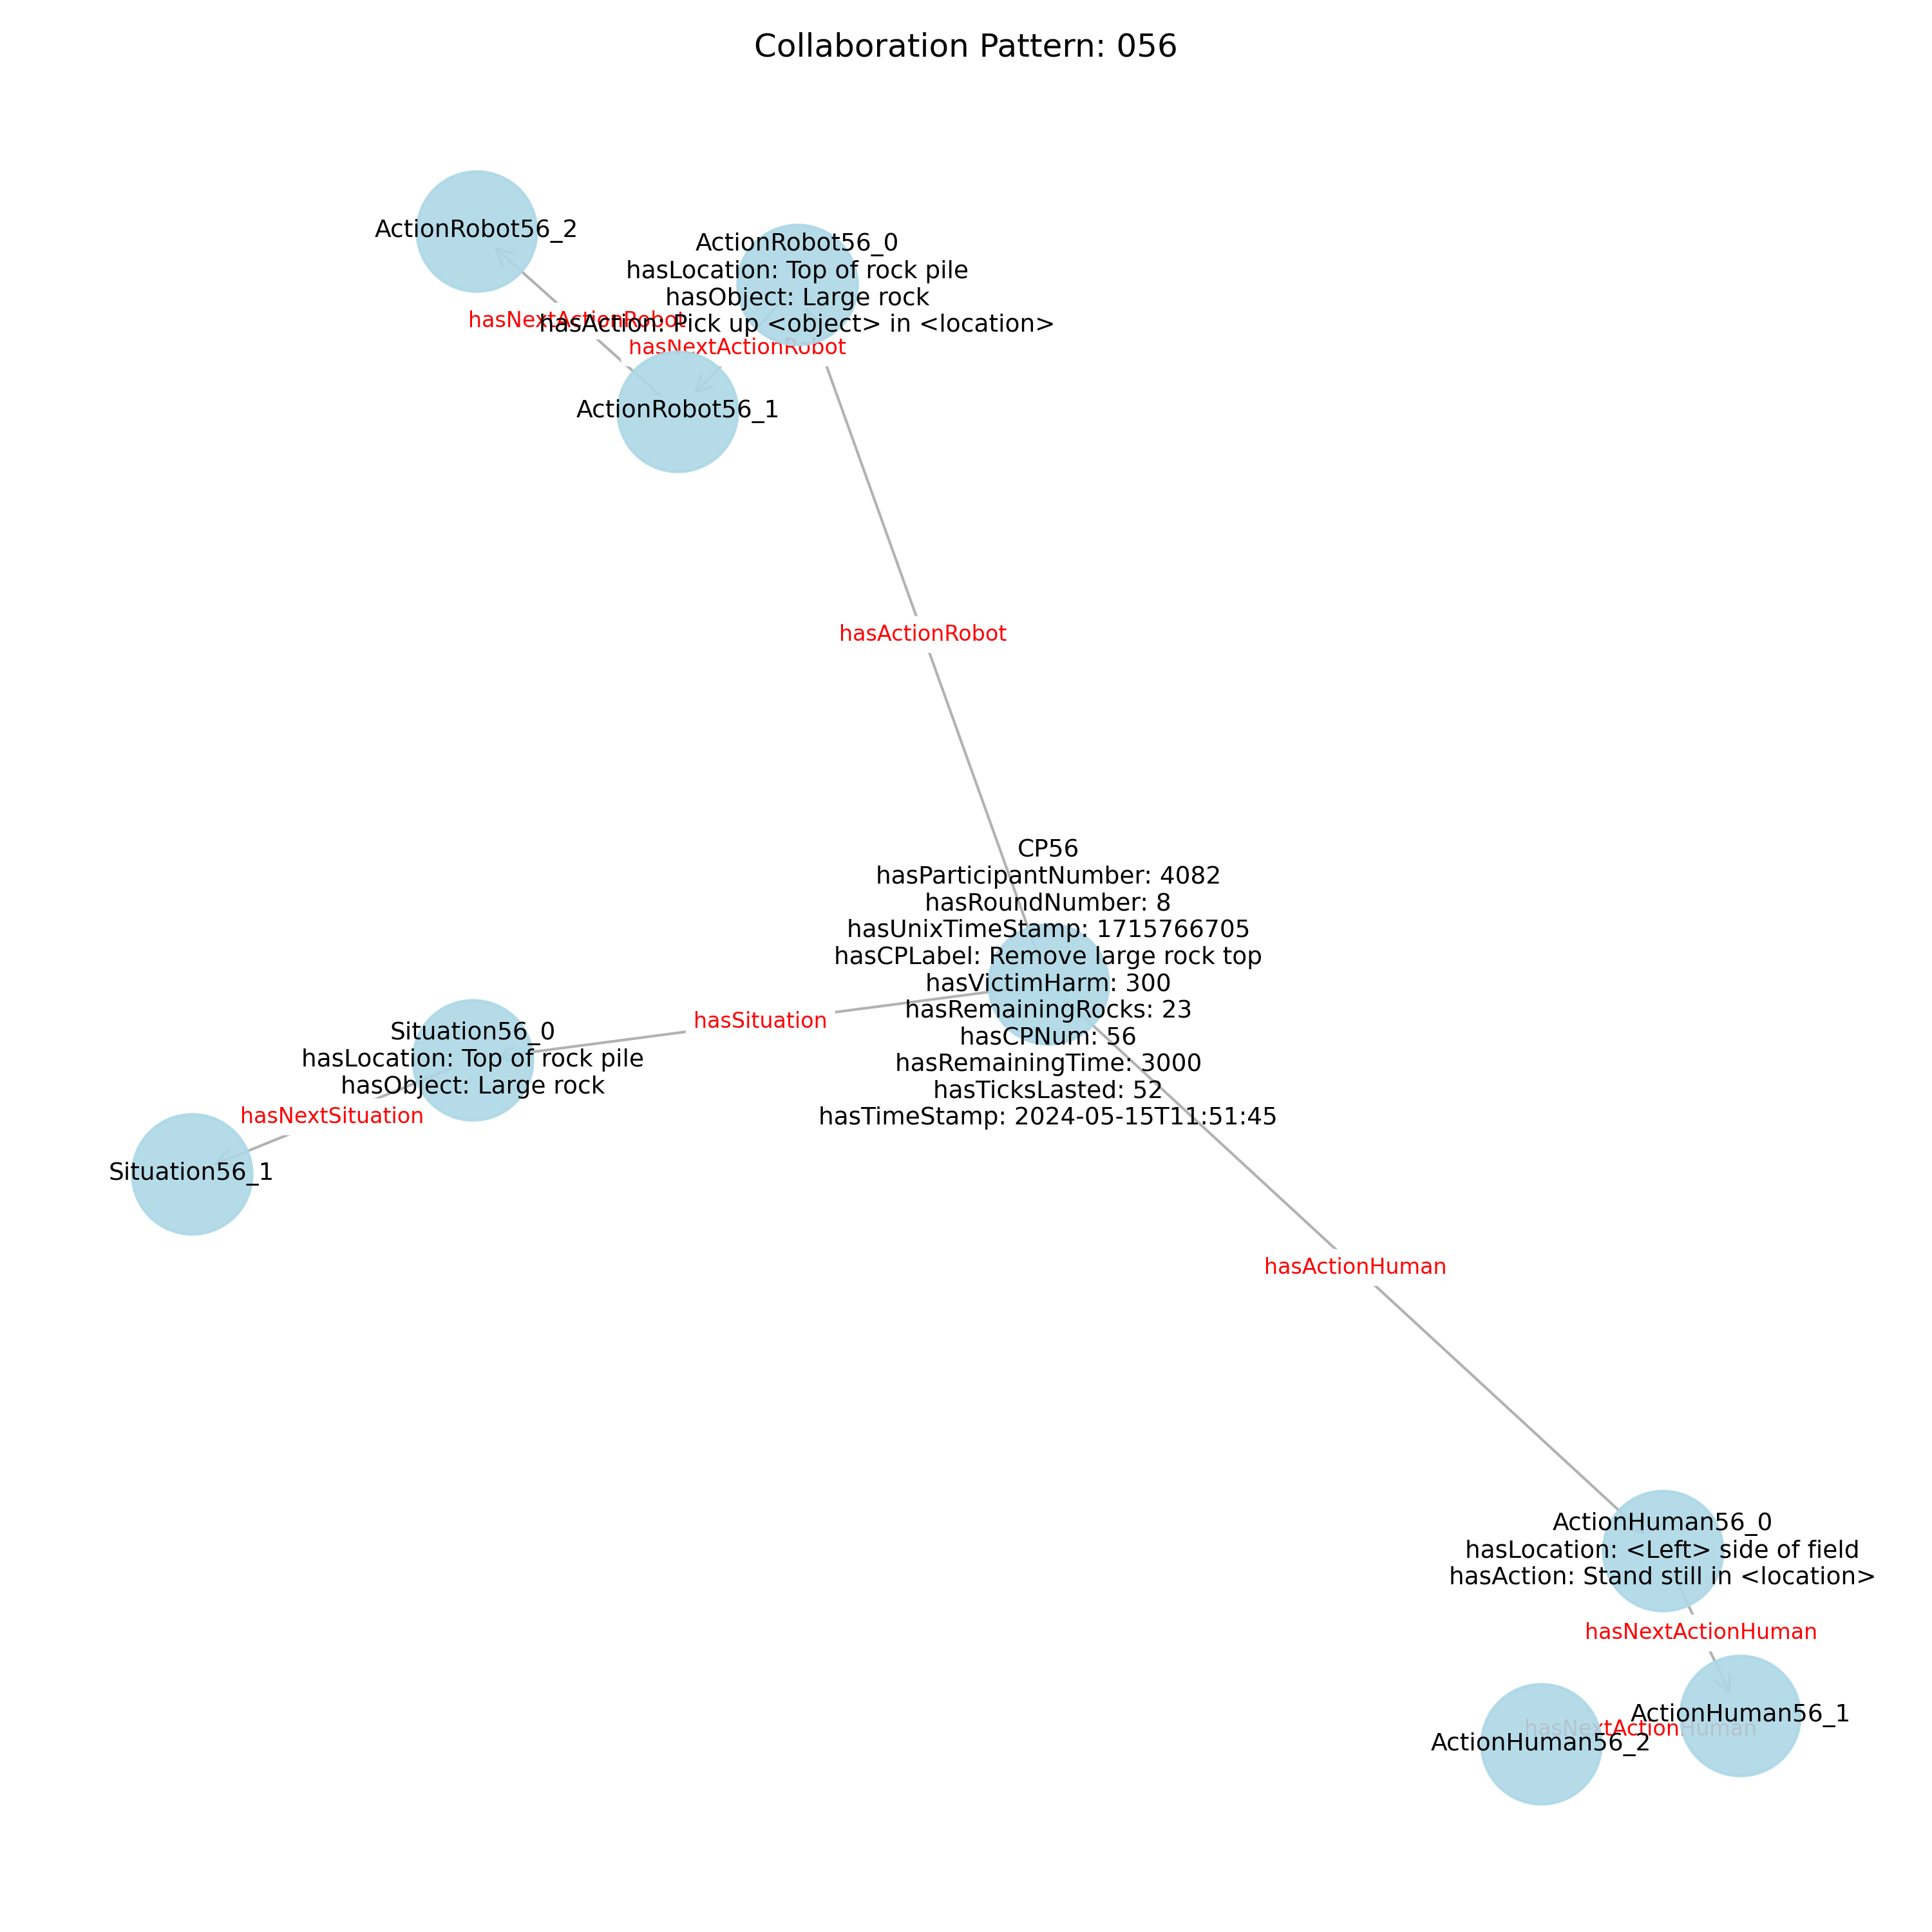 Collaboration Pattern: 056
ActionRobot56_2
ActionRobot56_0
hasLocation: Top of rock pile
hasObject: Large rock
hasAction: Pick up <object> in <location>
hasNextActionRobot
hasNextActionRobot
ActionRobot56_1
hasActionRobot
CP56
hasParticipantNumber: 4082
hasRoundNumber: 8
hasUnixTimeStamp: 1715766705
hasCPLabel: Remove large rock top
hasVictimHarm: 300
hasRemainingRocks: 23
hasCPNum: 56
hasRemainingTime: 3000
hasTicksLasted: 52
hasTimeStamp: 2024-05-15T11:51:45
hasSituation
Situation56_0
hasLocation: Top of rock pile
hasObject: Large rock
hasNextSituation
Situation56_1
hasActionHuman
ActionHuman56_0
hasLocation: <Left> side of field
hasAction: Stand still in <location>
hasNextActionHuman
ActionHuman56_1
hasNextActionHuman
ActionHuman56_2